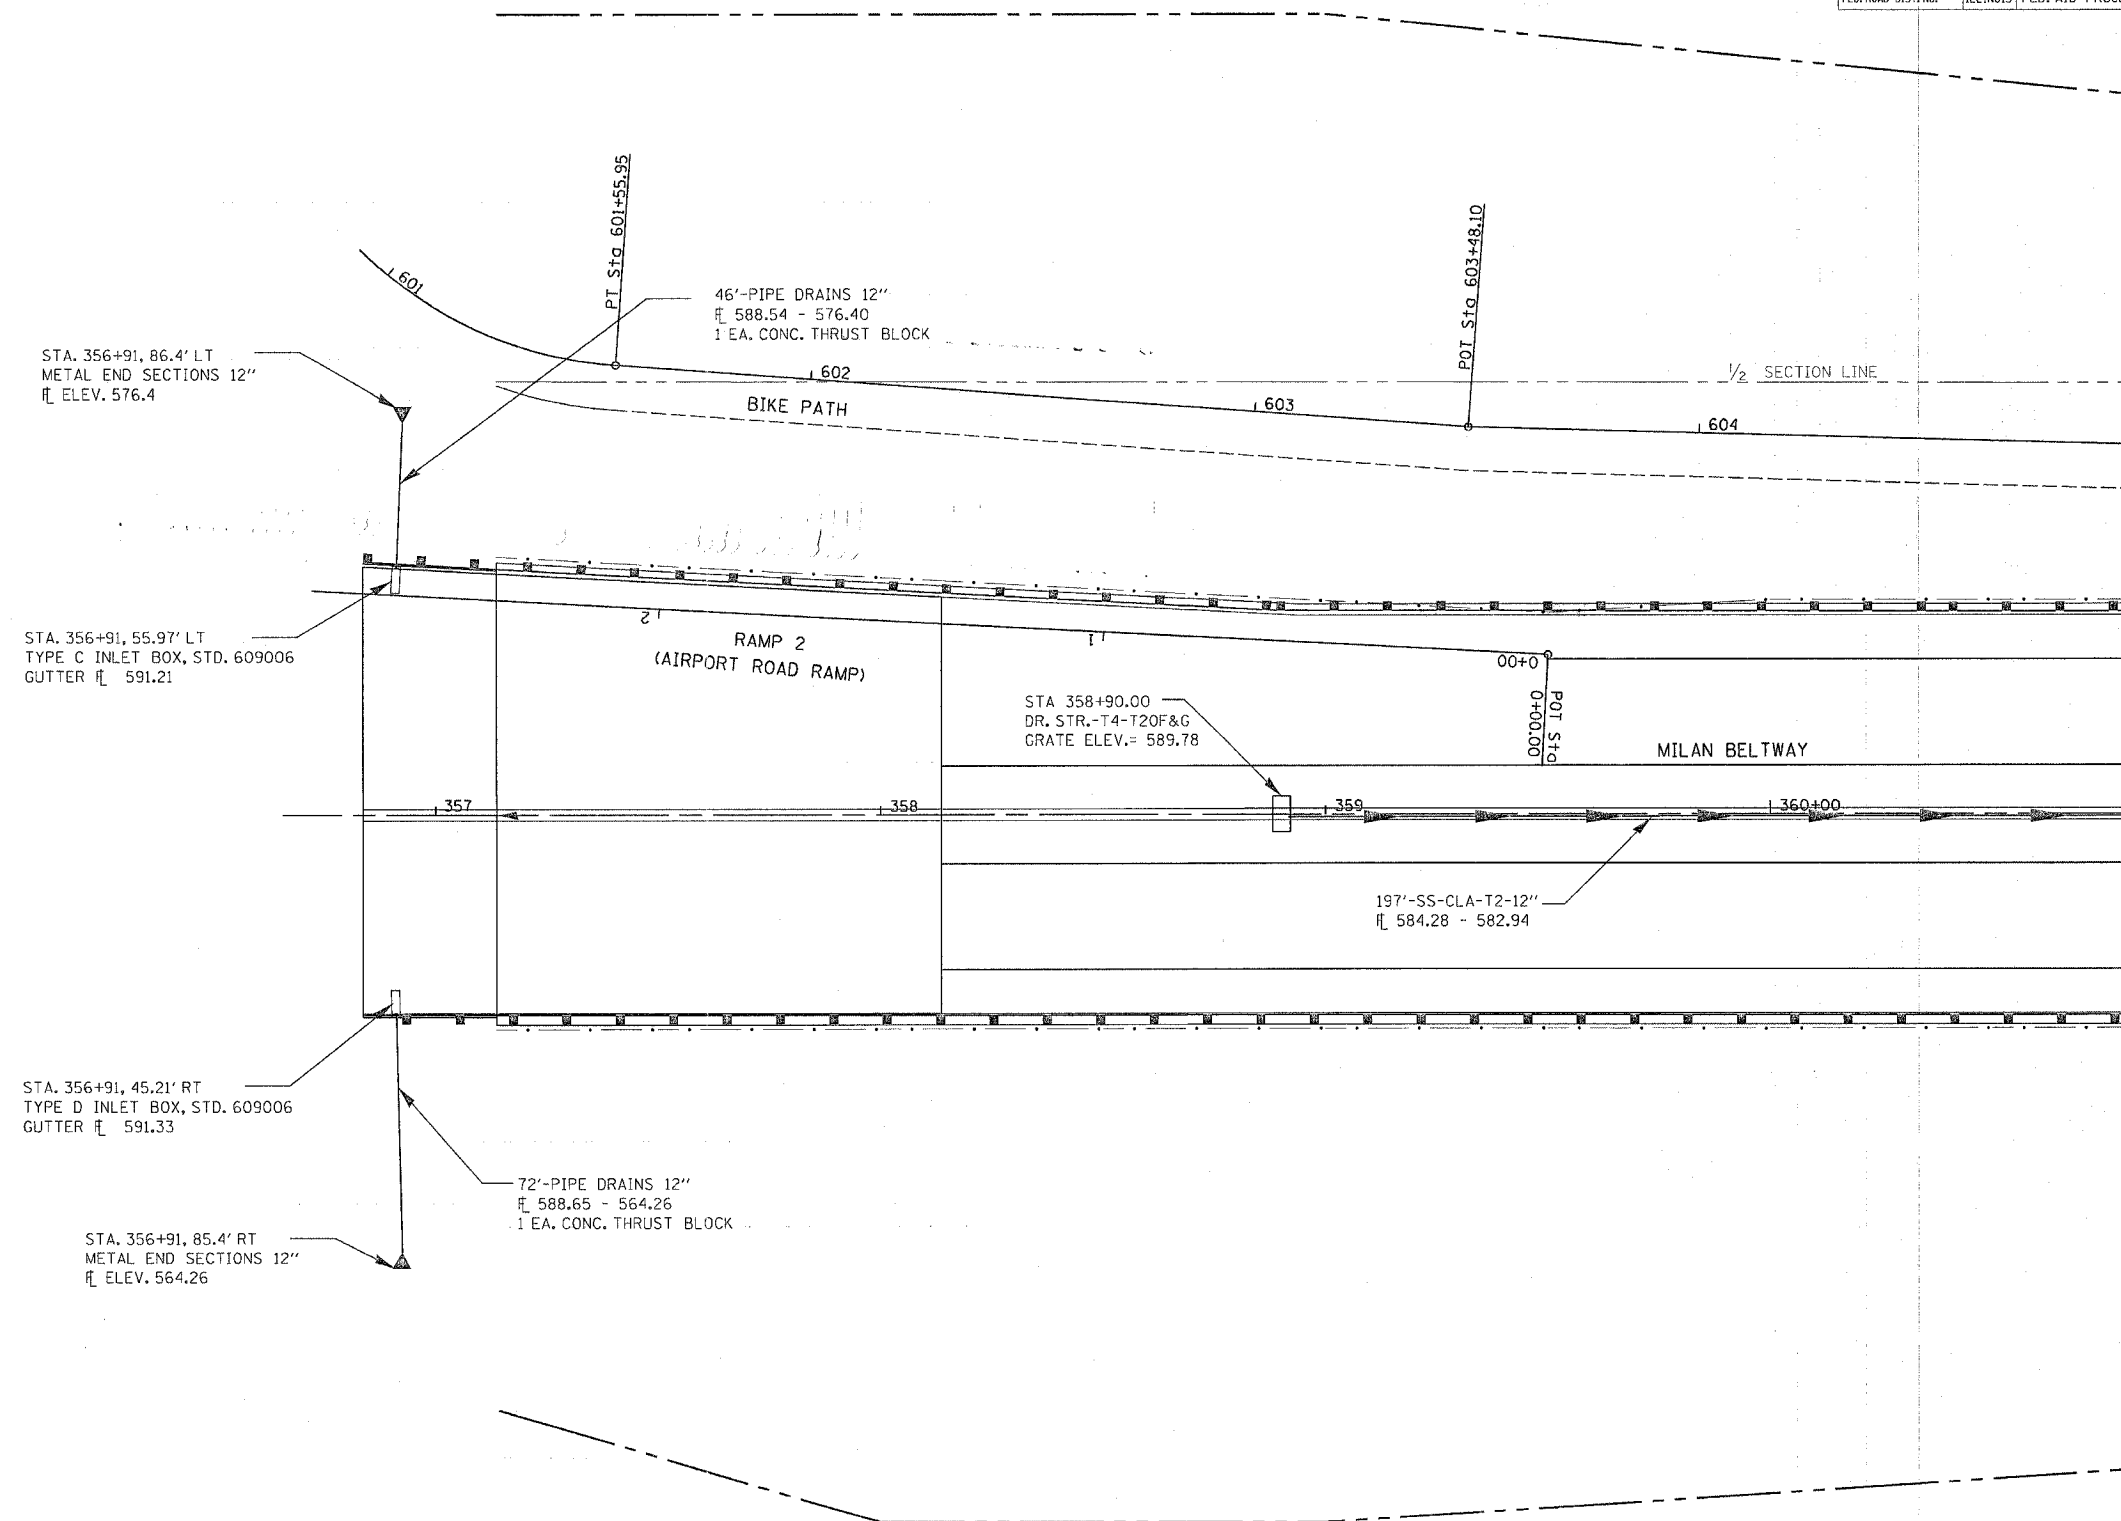 PT Sta 601+55.95
POT Sta 603+48.10
601
46'-PIPE DRAINS 12"
FL 588.54 - 576.40
1 EA. CONC. THRUST BLOCK
STA. 356+91, 86.4' LT
METAL END SECTIONS 12"
FL ELEV. 576.4
602
1/2 SECTION LINE
BIKE PATH
603
604
STA. 356+91, 55.97' LT
TYPE C INLET BOX, STD. 609006
GUTTER FL 591.21
2
1
RAMP 2
(AIRPORT ROAD RAMP)
0+00
POT Sta
0+00.00
STA 358+90.00
DR. STR.-T4-T20F&G
GRATE ELEV.= 589.78
MILAN BELTWAY
357
358
359
360+00
197'-SS-CLA-T2-12"
FL 584.28 - 582.94
STA. 356+91, 45.21' RT
TYPE D INLET BOX, STD. 609006
GUTTER FL 591.33
72'-PIPE DRAINS 12"
FL 588.65 - 564.26
1 EA. CONC. THRUST BLOCK
STA. 356+91, 85.4' RT
METAL END SECTIONS 12"
FL ELEV. 564.26